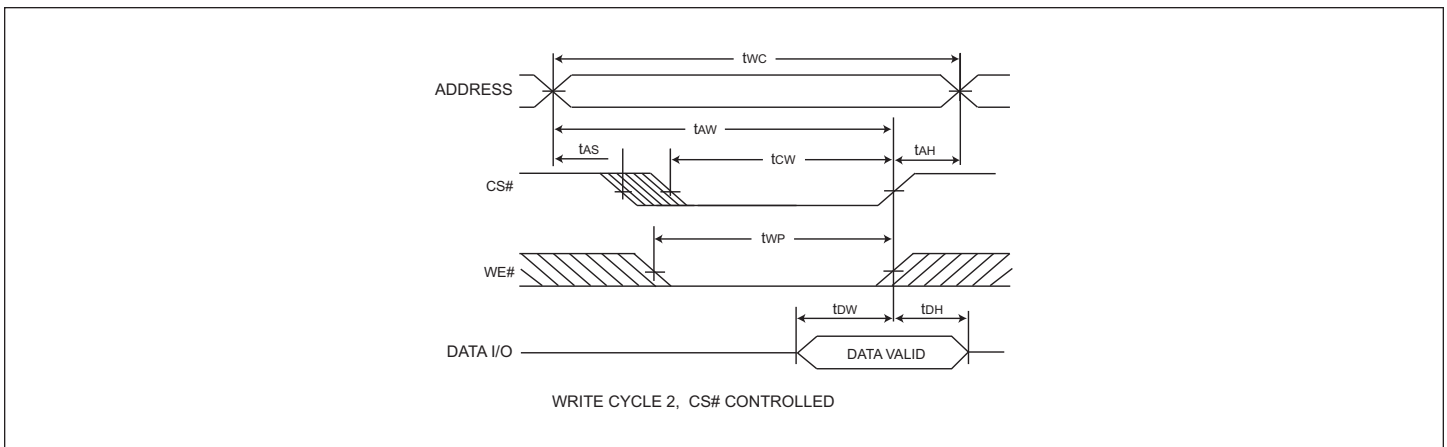 tWC
ADDRESS
tAW
tAS
tCW
tAH
CS#
tWP
WE#
tDW
tDH
DATA I/O
DATA VALID
WRITE CYCLE 2, CS# CONTROLLED